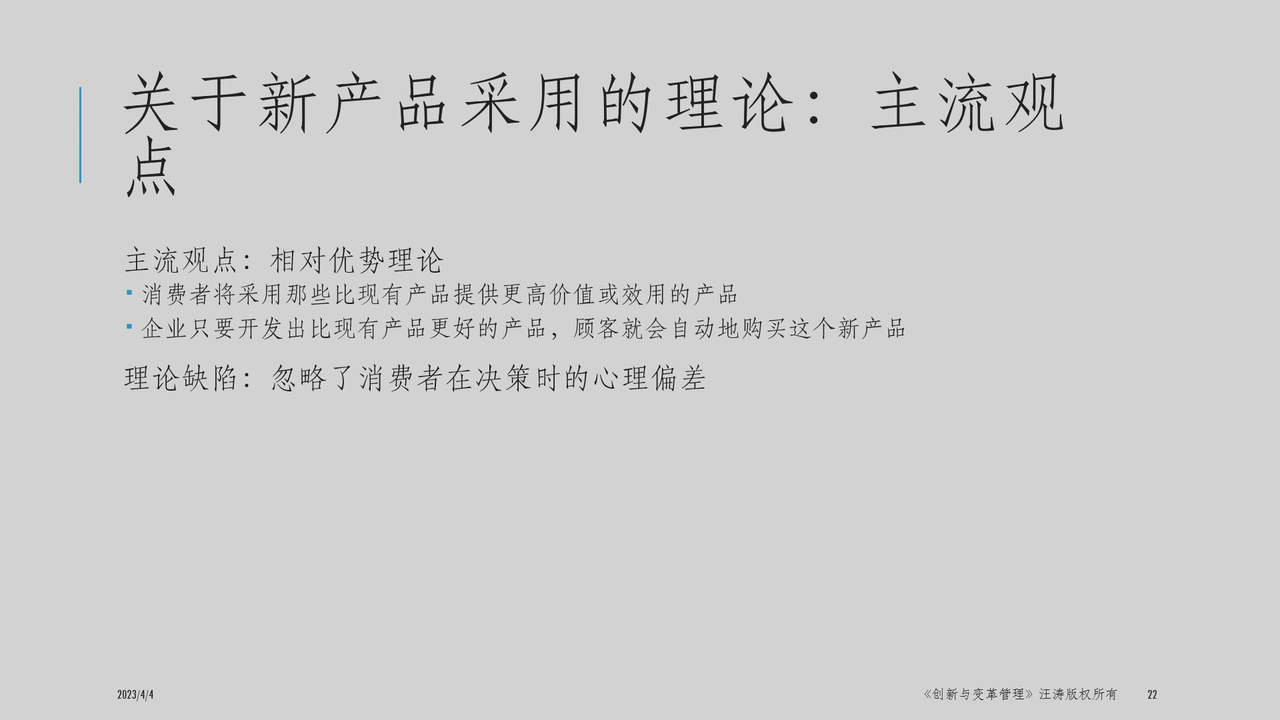 关于新产品采用的理论：主流观
点
主流观点：相对优势理论
消费者将采用那些比现有产品提供更高价值或效用的产品
企业只要开发出比现有产品更好的产品，顾客就会自动地购买这个新产品
理论缺陷：忽略了消费者在决策时的心理偏差
2023/4/4
《创新与变革管理》汪涛版权所有
22